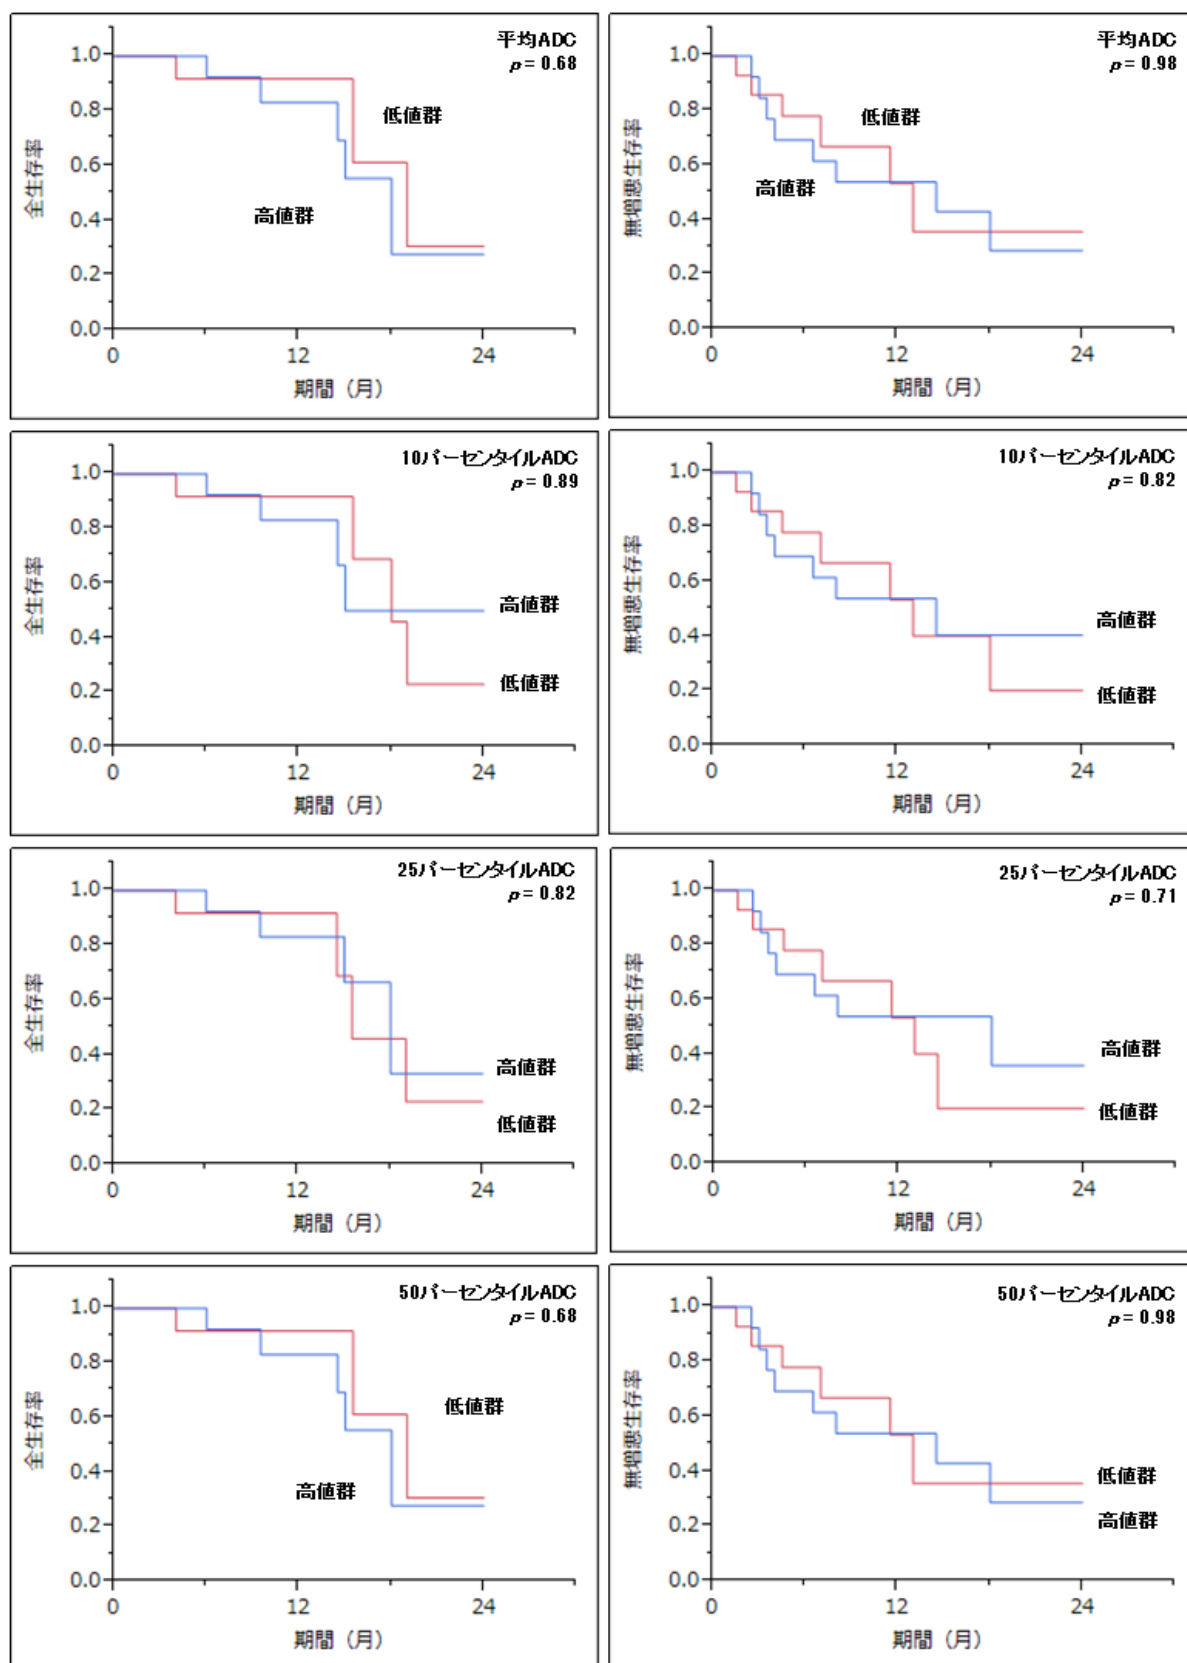 平均ADC
p = 0.68
1.0
0.8
0.6
0.4
0.2
0.0
全生存率
低値群
高値群
0
12
24
期間（月）
平均ADC
p = 0.98
1.0
0.8
0.6
0.4
0.2
0.0
無増悪生存率
低値群
高値群
0
12
24
期間（月）
10パーセンタイルADC
p = 0.89
1.0
0.8
0.6
0.4
0.2
0.0
全生存率
高値群
低値群
0
12
24
期間（月）
10パーセンタイルADC
p = 0.82
1.0
0.8
0.6
0.4
0.2
0.0
無増悪生存率
高値群
低値群
0
12
24
期間（月）
25パーセンタイルADC
p = 0.82
1.0
0.8
0.6
0.4
0.2
0.0
全生存率
高値群
低値群
0
12
24
期間（月）
25パーセンタイルADC
p = 0.71
1.0
0.8
0.6
0.4
0.2
0.0
無増悪生存率
高値群
低値群
0
12
24
期間（月）
50パーセンタイルADC
p = 0.68
1.0
0.8
0.6
0.4
0.2
0.0
全生存率
低値群
高値群
0
12
24
期間（月）
50パーセンタイルADC
p = 0.98
1.0
0.8
0.6
0.4
0.2
0.0
無増悪生存率
低値群
高値群
0
12
24
期間（月）